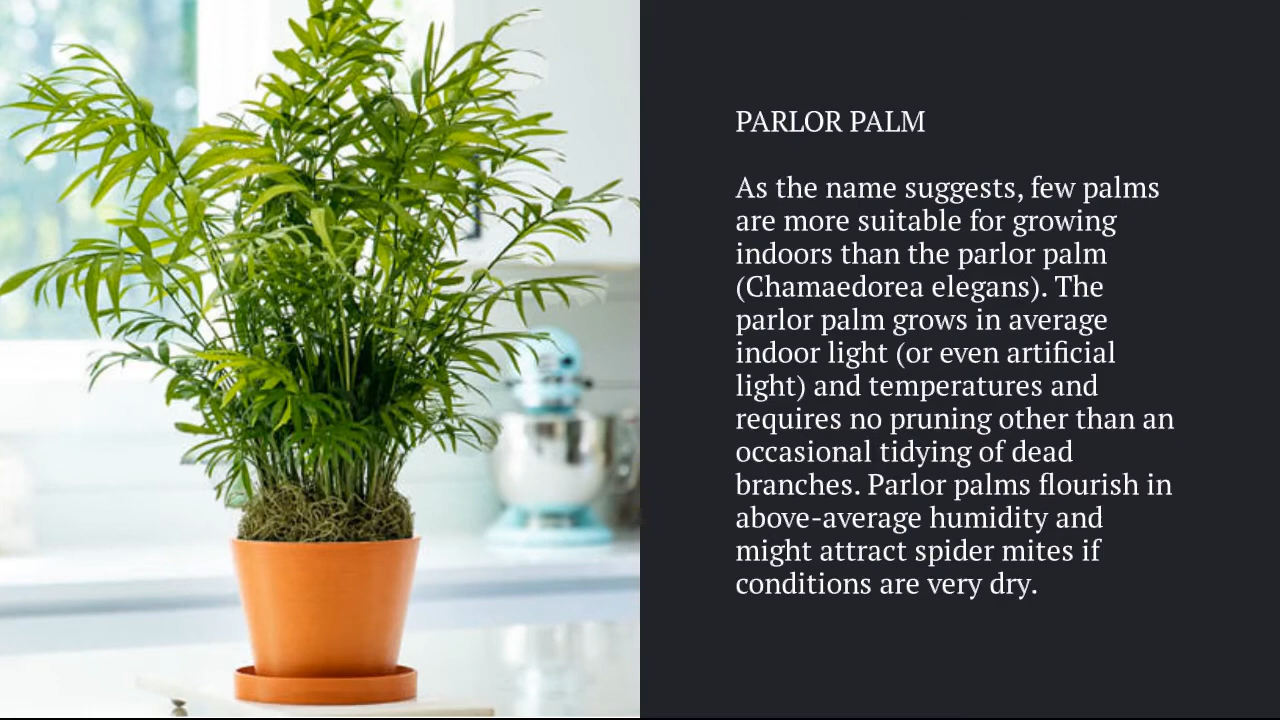 PARLOR PALM
As the name suggests, few palms
are more suitable for growing
indoors than the parlor palm
(Chamaedorea elegans). The
parlor palm grows in average
indoor light (or even artificial
light) and temperatures and
requires no pruning other than an
occasional tidying of dead
branches. Parlor palms flourish in
above-average humidity and
might attract spider mites if
conditions are very dry.